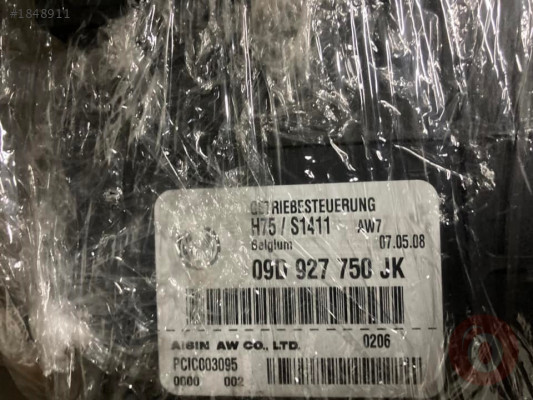 #1848911
GETRIEBESTEUERUNG
H75 / S1411 AW7
Belgium 07.05.08
09D 927 750 JK
AISIN AW CO., LTD. 0206
PCIC003095
0000 002